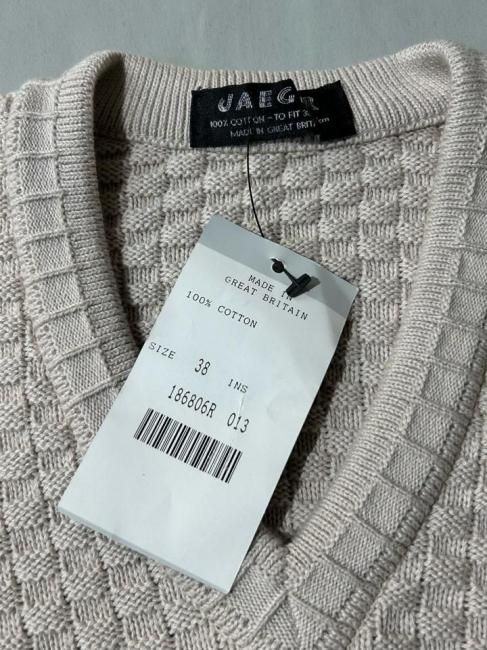 JAEGER
100% COTTON - TO FIT
MADE IN GREAT
MADE IN
GREAT BRITAIN
100% COTTON
SIZE 38 INS
186806R 013